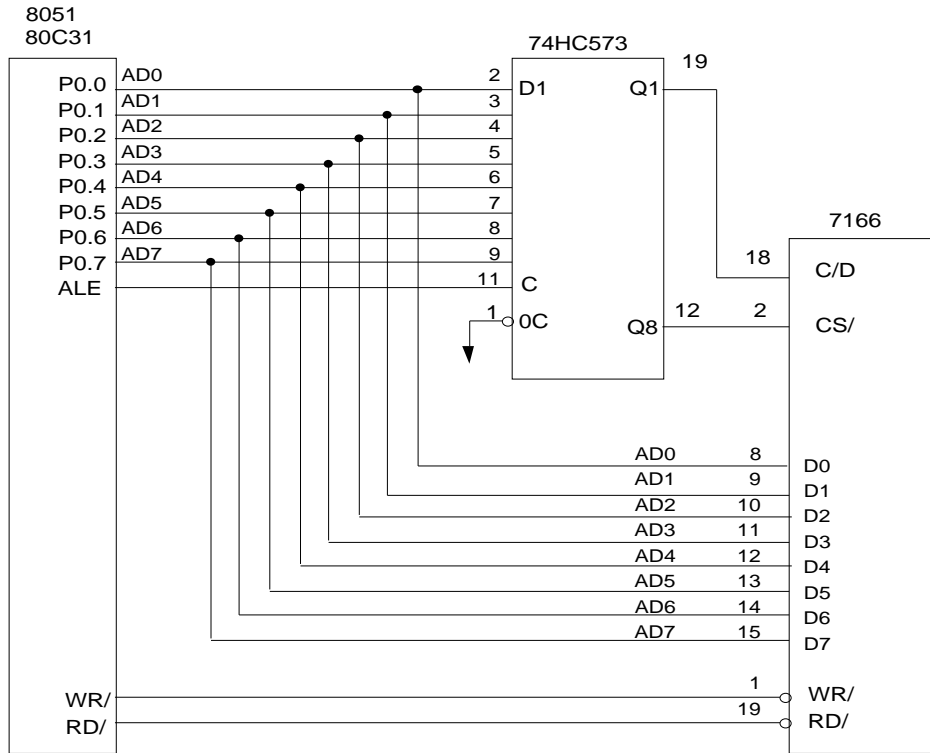 8051
80C31
74HC573
19
P0.0 AD0 2 D1 Q1
P0.1 AD1 3
P0.2 AD2 4
P0.3 AD3 5
P0.4 AD4 6
P0.5 AD5 7
P0.6 AD6 8
P0.7 AD7 9
ALE 11 C
1 0C
Q8 12
7166
18 C/D
2 CS/
AD0 8 D0
AD1 9 D1
AD2 10 D2
AD3 11 D3
AD4 12 D4
AD5 13 D5
AD6 14 D6
AD7 15 D7
WR/ 1 WR/
RD/ 19 RD/